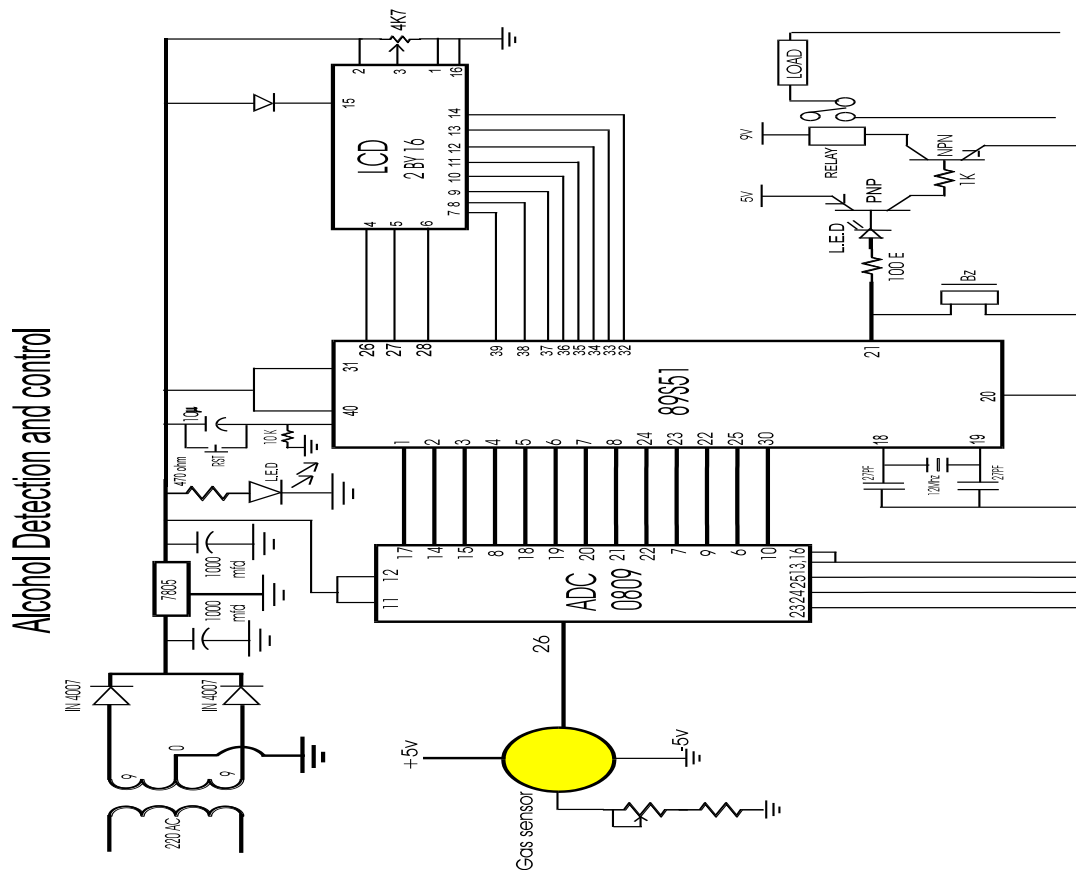 Alcohol Detection and control
220 AC
9
0
9
IN 4007
IN 4007
1000
mfd
7805
1000
mfd
470 ohm
L.E.D
RST
10µ
10 K
40
31
15
2
3
1
16
4K7
LCD
2 BY 16
4
5
6
7
8
9
10
11
12
13
14
26
27
28
39
38
37
36
35
34
33
32
21
89S51
20
1
2
3
4
5
6
7
8
24
23
22
25
30
18
19
27PF
12Mhz
27PF
17
14
15
8
18
19
20
21
22
7
9
6
10
11
12
ADC
0809
23242513,16
26
+5v
-5v
Gas sensor
100 E
L.E.D
PNP
5V
1K
NPN
9V
RELAY
LOAD
Bz